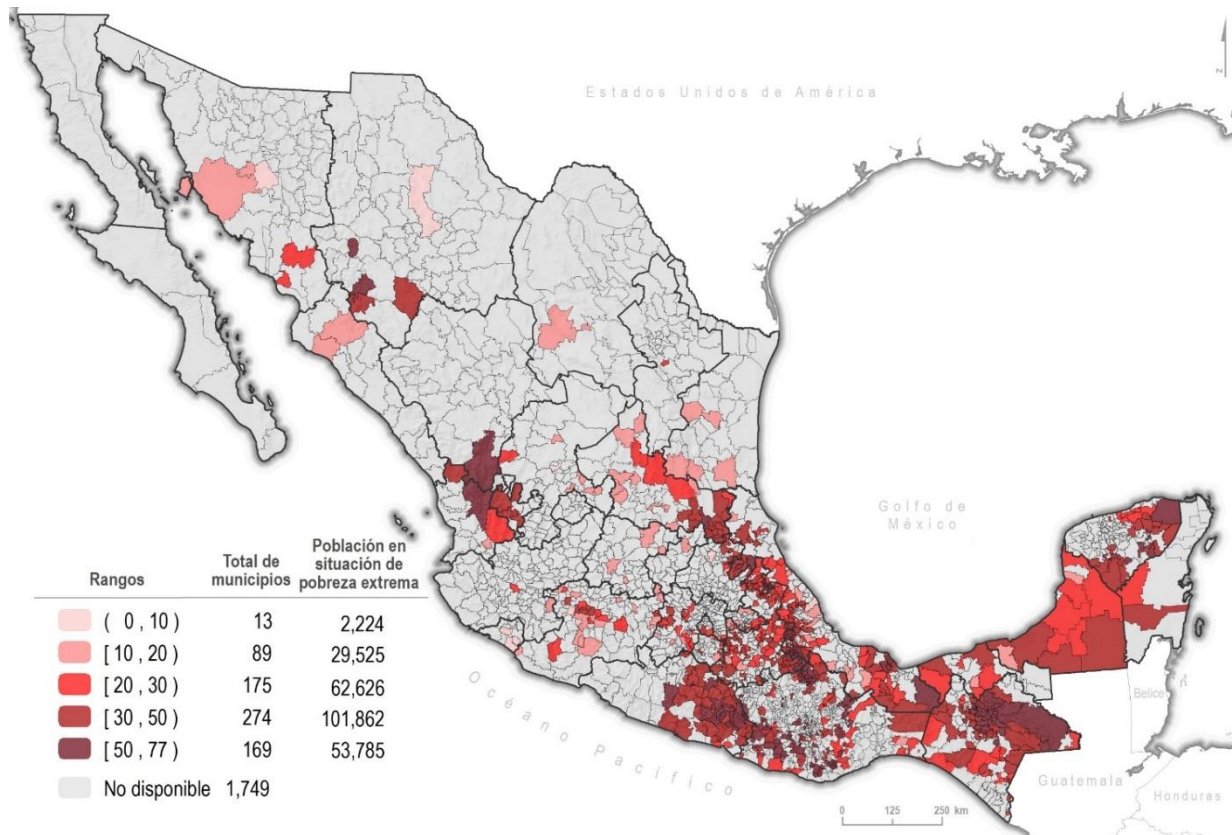 Estados Unidos de América
N
Golfo de
México
Rangos
Total de
municipios
Población en
situación de
pobreza extrema
( 0 , 10 ) 13 2,224
[ 10 , 20 ) 89 29,525
[ 20 , 30 ) 175 62,626
[ 30 , 50 ) 274 101,862
[ 50 , 77 ) 169 53,785
No disponible 1,749
Océano Pacífico
Belice
Guatemala
Honduras
0 125 250 km